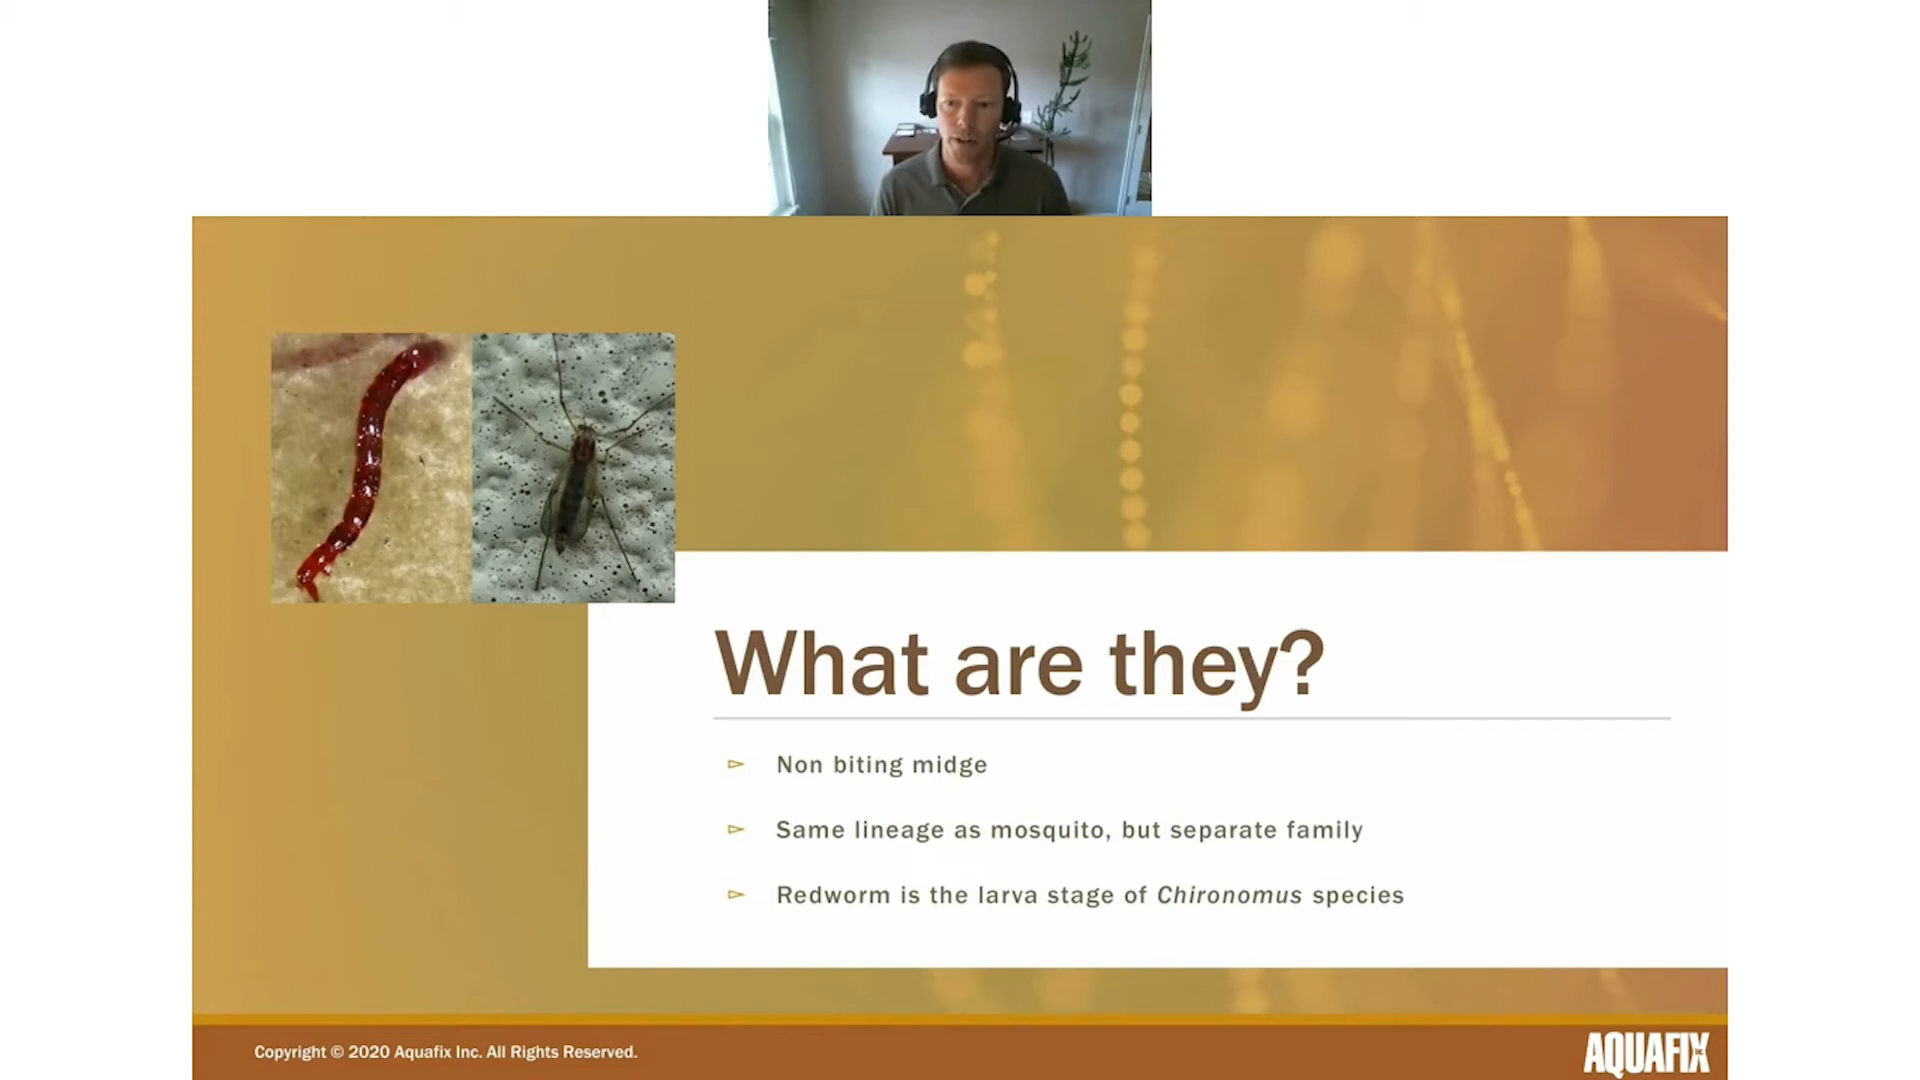 What are they?
Non biting midge
Same lineage as mosquito, but separate family
Redworm is the larva stage of Chironomus species
Copyright © 2020 Aquafix Inc. All Rights Reserved.
AQUAFIX